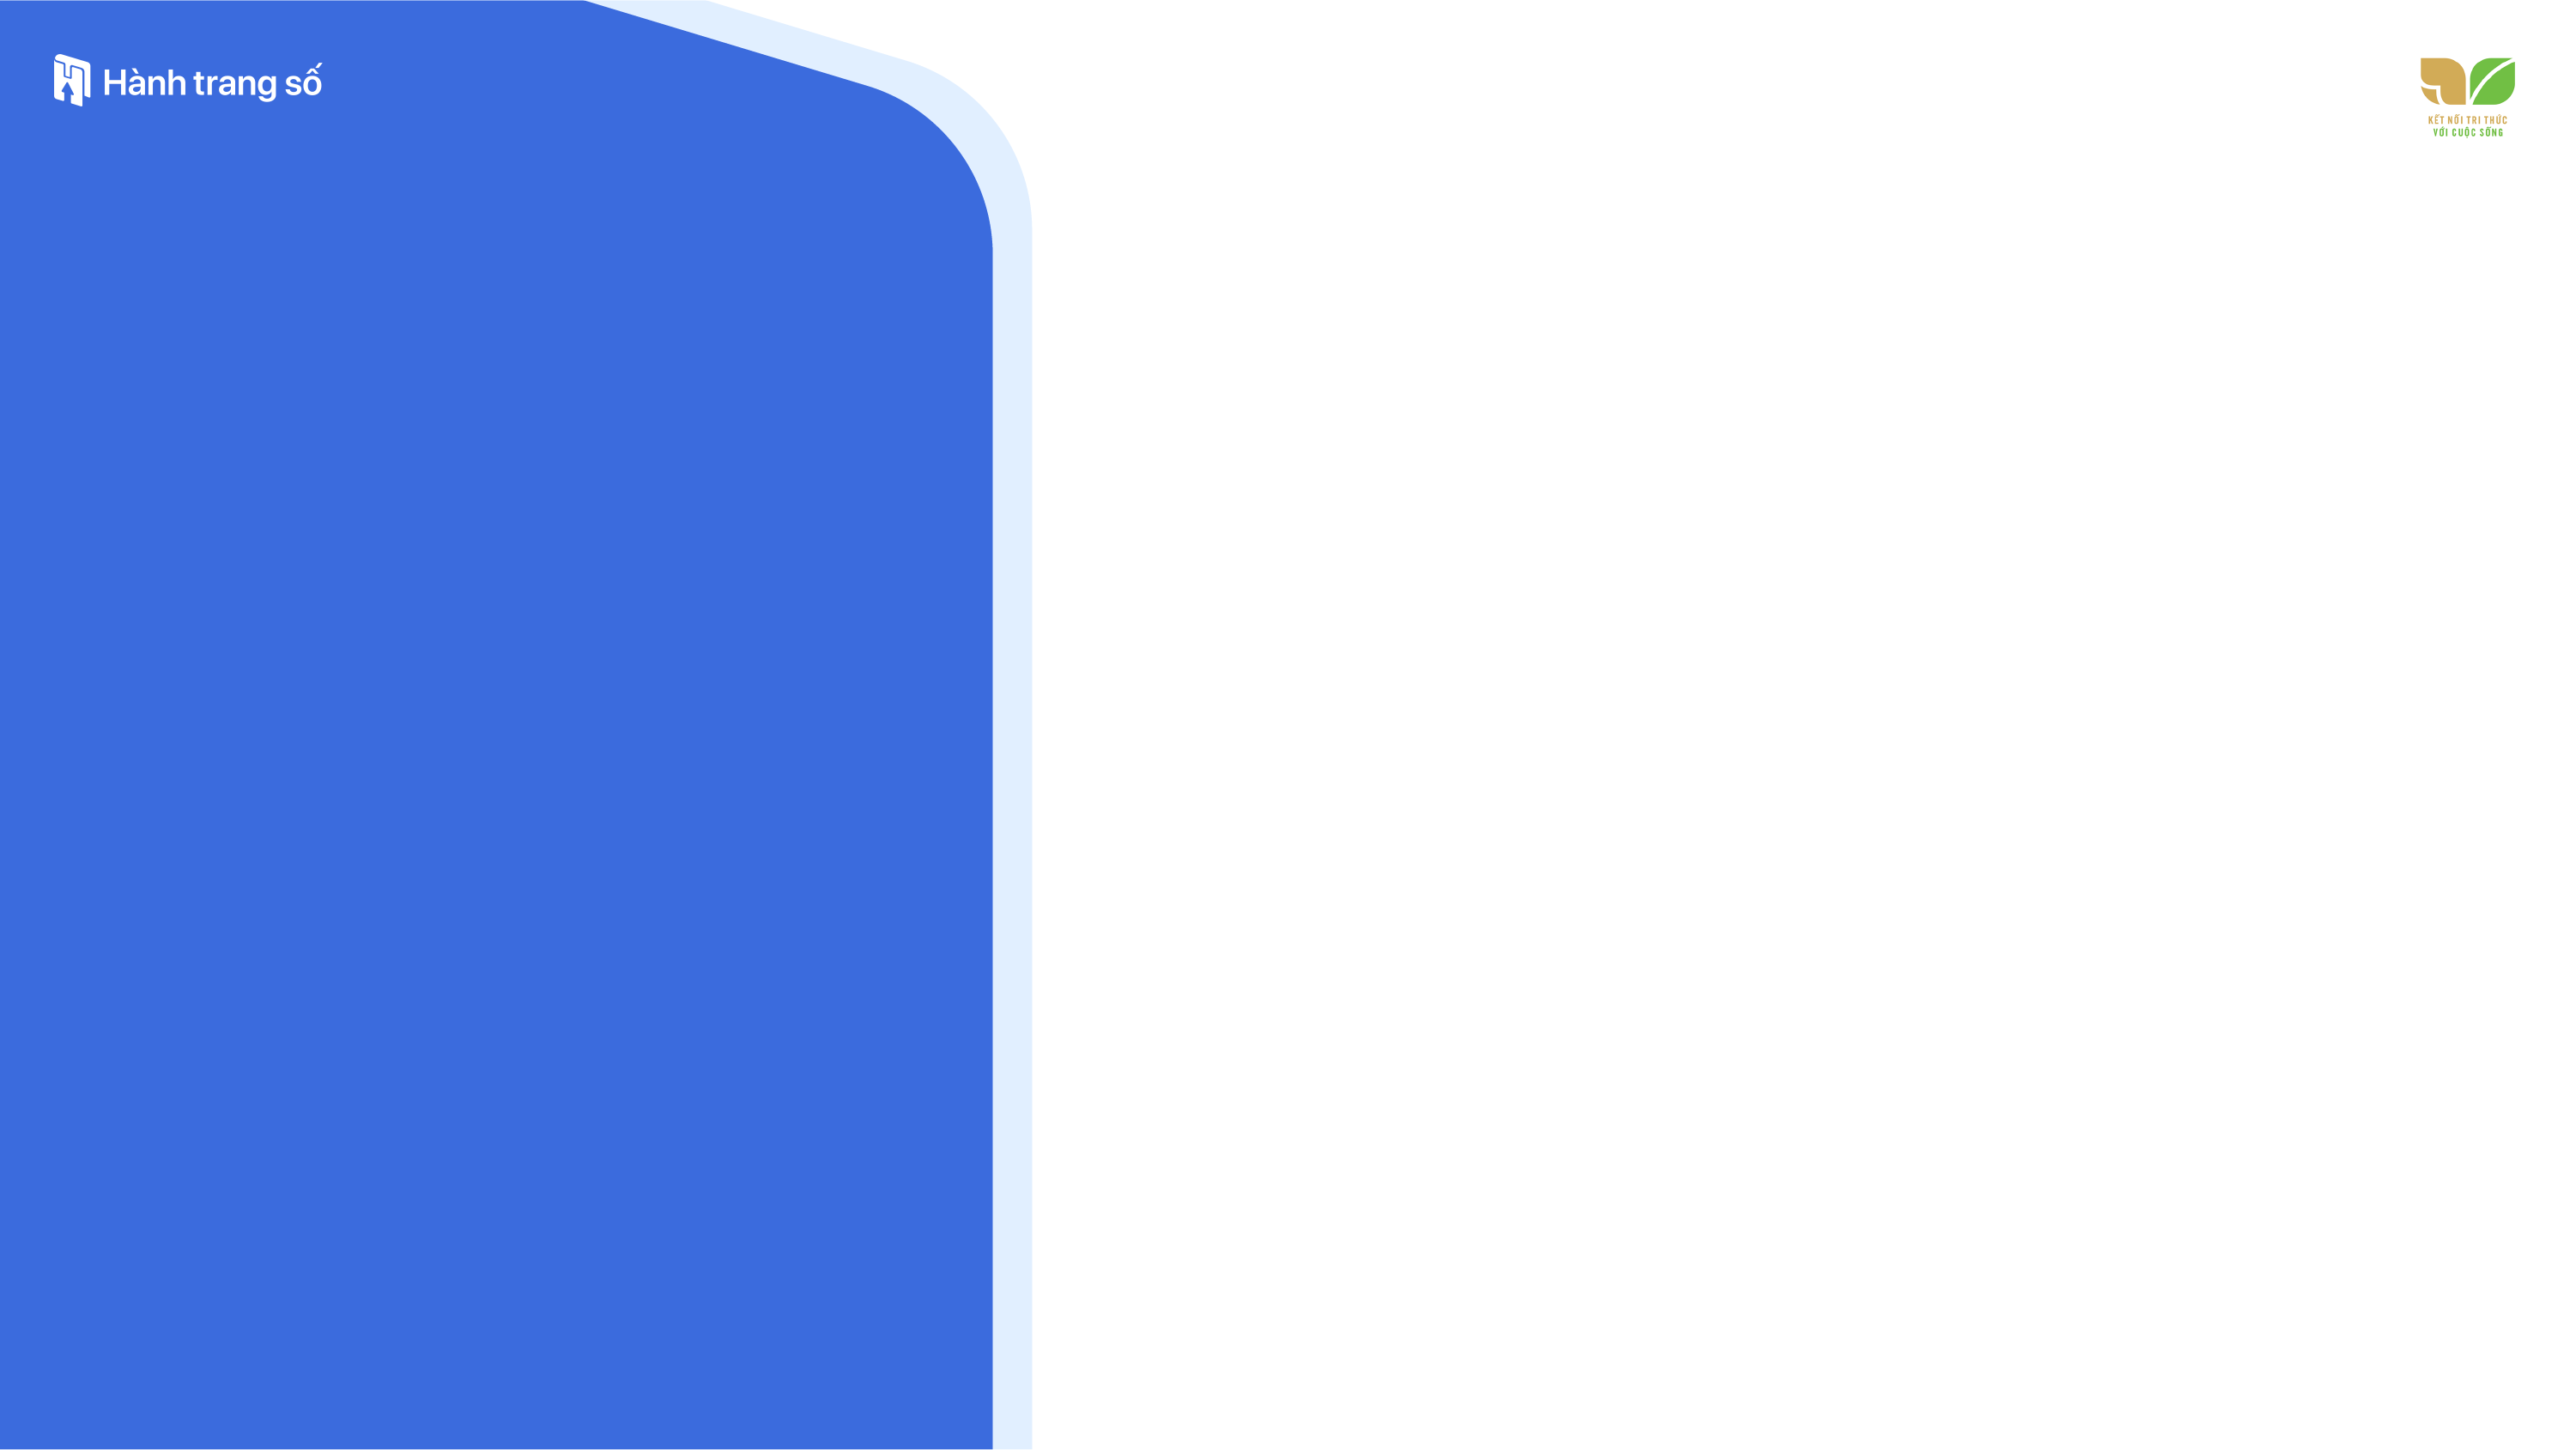 Hành trang số
KẾT NỐI TRI THỨC
VỚI CUỘC SỐNG